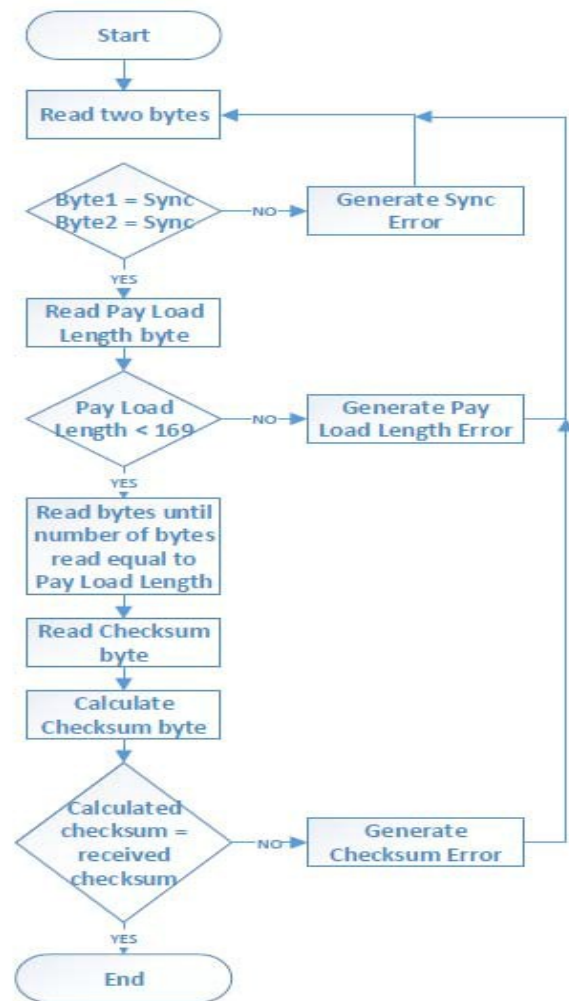 Start
Read two bytes
Byte1 = Sync
Byte2 = Sync
NO
Generate Sync
Error
YES
Read Pay Load
Length byte
Pay Load
Length < 169
NO
Generate Pay
Load Length Error
YES
Read bytes until
number of bytes
read equal to
Pay Load Length
Read Checksum
byte
Calculate
Checksum byte
Calculated
checksum =
received
checksum
NO
Generate
Checksum Error
YES
End